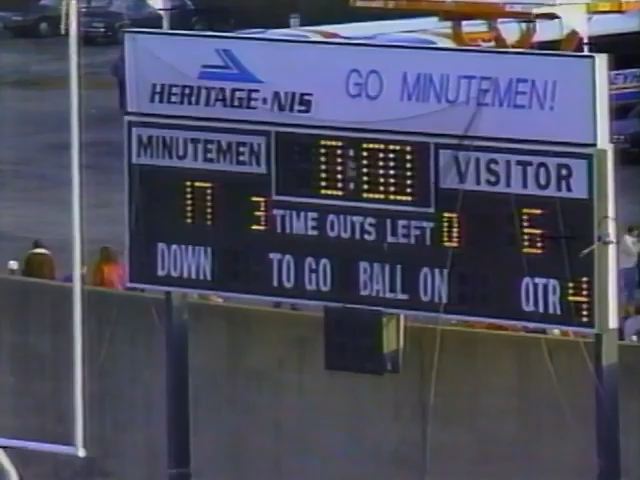 HERITAGE·NIS GO MINUTEMEN!
MINUTEMEN 0:00 VISITOR
17 3 TIME OUTS LEFT 0 6
DOWN TO GO BALL ON QTR 4